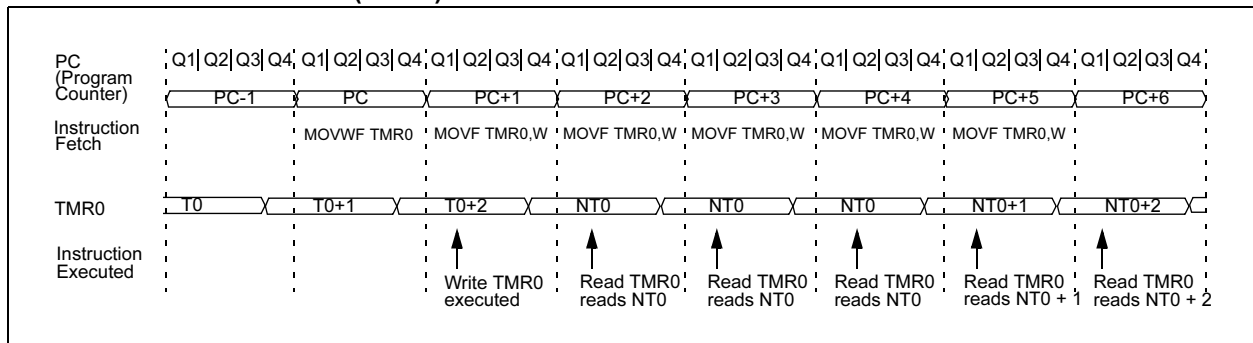 PC
(Program
Counter)
Q1 Q2 Q3 Q4 Q1 Q2 Q3 Q4 Q1 Q2 Q3 Q4 Q1 Q2 Q3 Q4 Q1 Q2 Q3 Q4 Q1 Q2 Q3 Q4 Q1 Q2 Q3 Q4 Q1 Q2 Q3 Q4
PC-1 PC PC+1 PC+2 PC+3 PC+4 PC+5 PC+6
Instruction
Fetch
MOVWF TMR0 MOVF TMR0,W MOVF TMR0,W MOVF TMR0,W MOVF TMR0,W MOVF TMR0,W
TMR0
T0 T0+1 T0+2 NT0 NT0 NT0 NT0+1 NT0+2
Instruction
Executed
Write TMR0
executed
Read TMR0
reads NT0
Read TMR0
reads NT0
Read TMR0
reads NT0
Read TMR0
reads NT0 + 1
Read TMR0
reads NT0 + 2